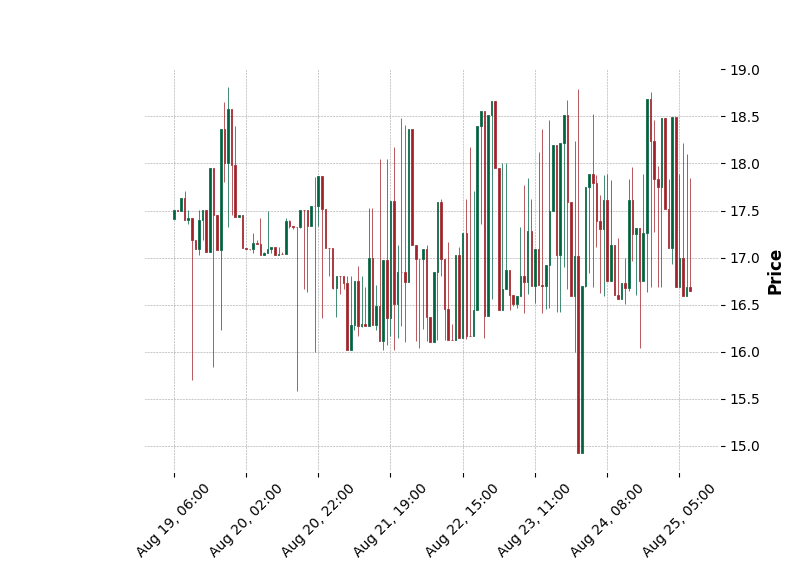 19.0
18.5
18.0
17.5
17.0
16.5
16.0
15.5
15.0
Price
Aug 19, 06:00
Aug 20, 02:00
Aug 20, 22:00
Aug 21, 19:00
Aug 22, 15:00
Aug 23, 11:00
Aug 24, 08:00
Aug 25, 05:00